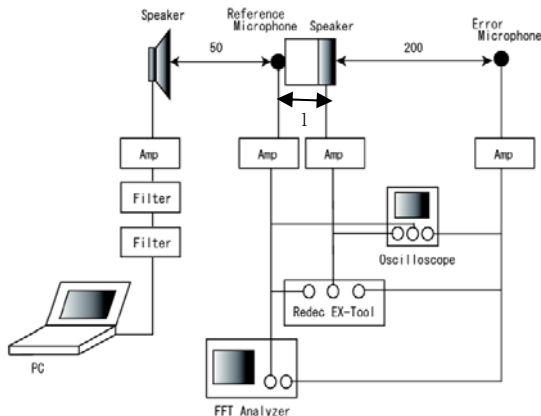 Speaker
Reference
Microphone
Speaker
Error
Microphone
50
200
l
Amp
Amp
Amp
Amp
Filter
Filter
Oscilloscope
Redec EX-Tool
PC
FFT Analyzer